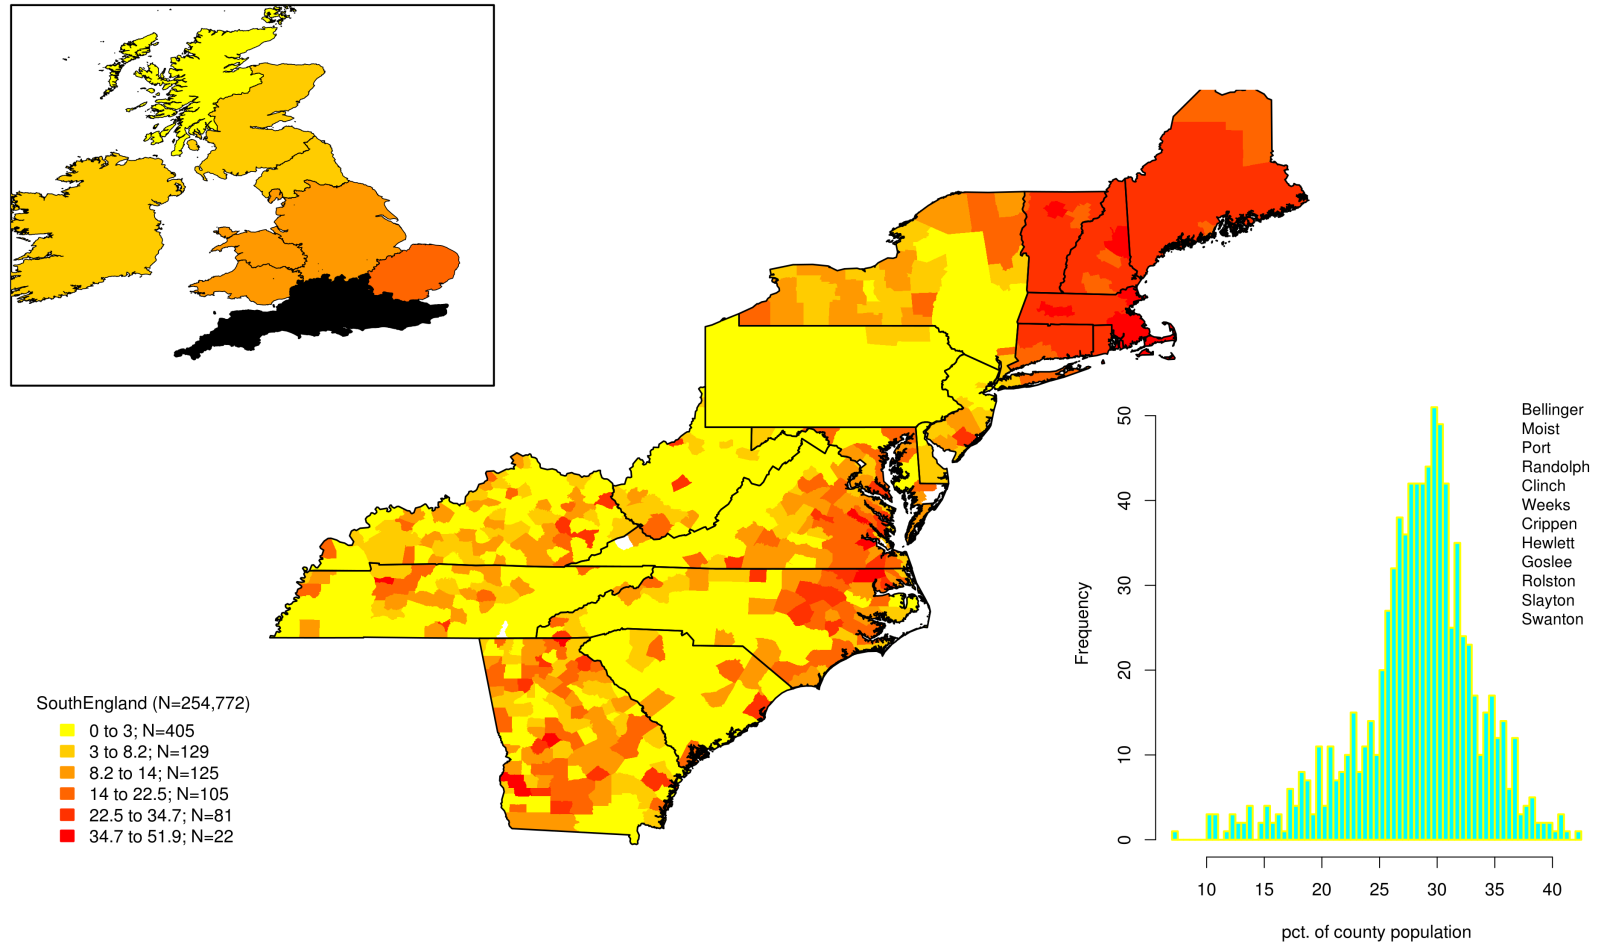 SouthEngland (N=254,772)
0 to 3; N=405
3 to 8.2; N=129
8.2 to 14; N=125
14 to 22.5; N=105
22.5 to 34.7; N=81
34.7 to 51.9; N=22
Frequency
50
40
30
20
10
0
10 15 20 25 30 35 40
pct. of county population
Bellinger
Moist
Port
Randolph
Clinch
Weeks
Crippen
Hewlett
Goslee
Rolston
Slayton
Swanton